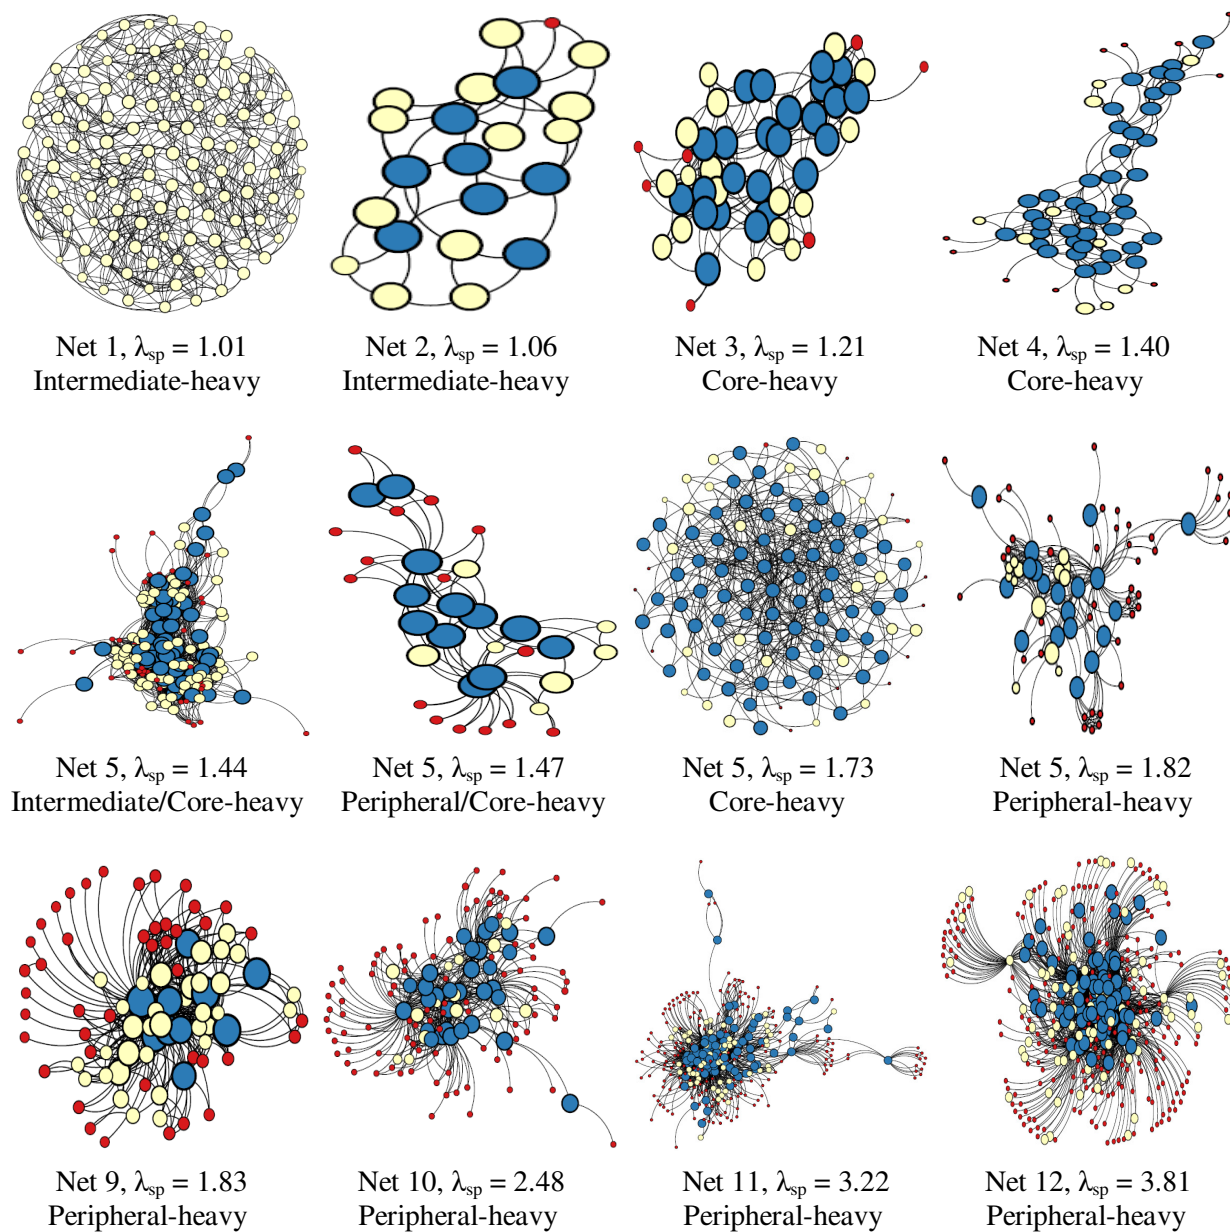 Net 1, λsp = 1.01
Intermediate-heavy
Net 2, λsp = 1.06
Intermediate-heavy
Net 3, λsp = 1.21
Core-heavy
Net 4, λsp = 1.40
Core-heavy
Net 5, λsp = 1.44
Intermediate/Core-heavy
Net 5, λsp = 1.47
Peripheral/Core-heavy
Net 5, λsp = 1.73
Core-heavy
Net 5, λsp = 1.82
Peripheral-heavy
Net 9, λsp = 1.83
Peripheral-heavy
Net 10, λsp = 2.48
Peripheral-heavy
Net 11, λsp = 3.22
Peripheral-heavy
Net 12, λsp = 3.81
Peripheral-heavy